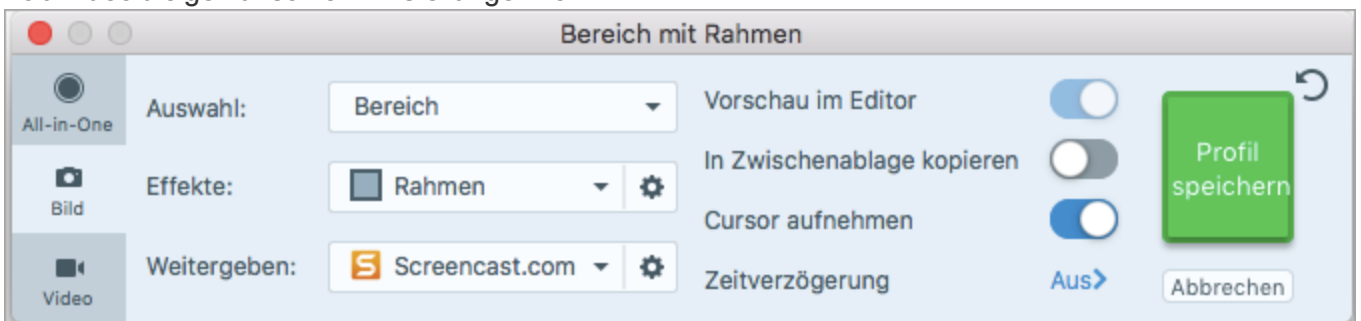 Bereich mit Rahmen
All-in-One
Bild
Video
Auswahl:
Bereich
Effekte:
Rahmen
Weitergeben:
Screencast.com
Vorschau im Editor
In Zwischenablage kopieren
Cursor aufnehmen
Zeitverzögerung
Aus
Profil
speichern
Abbrechen